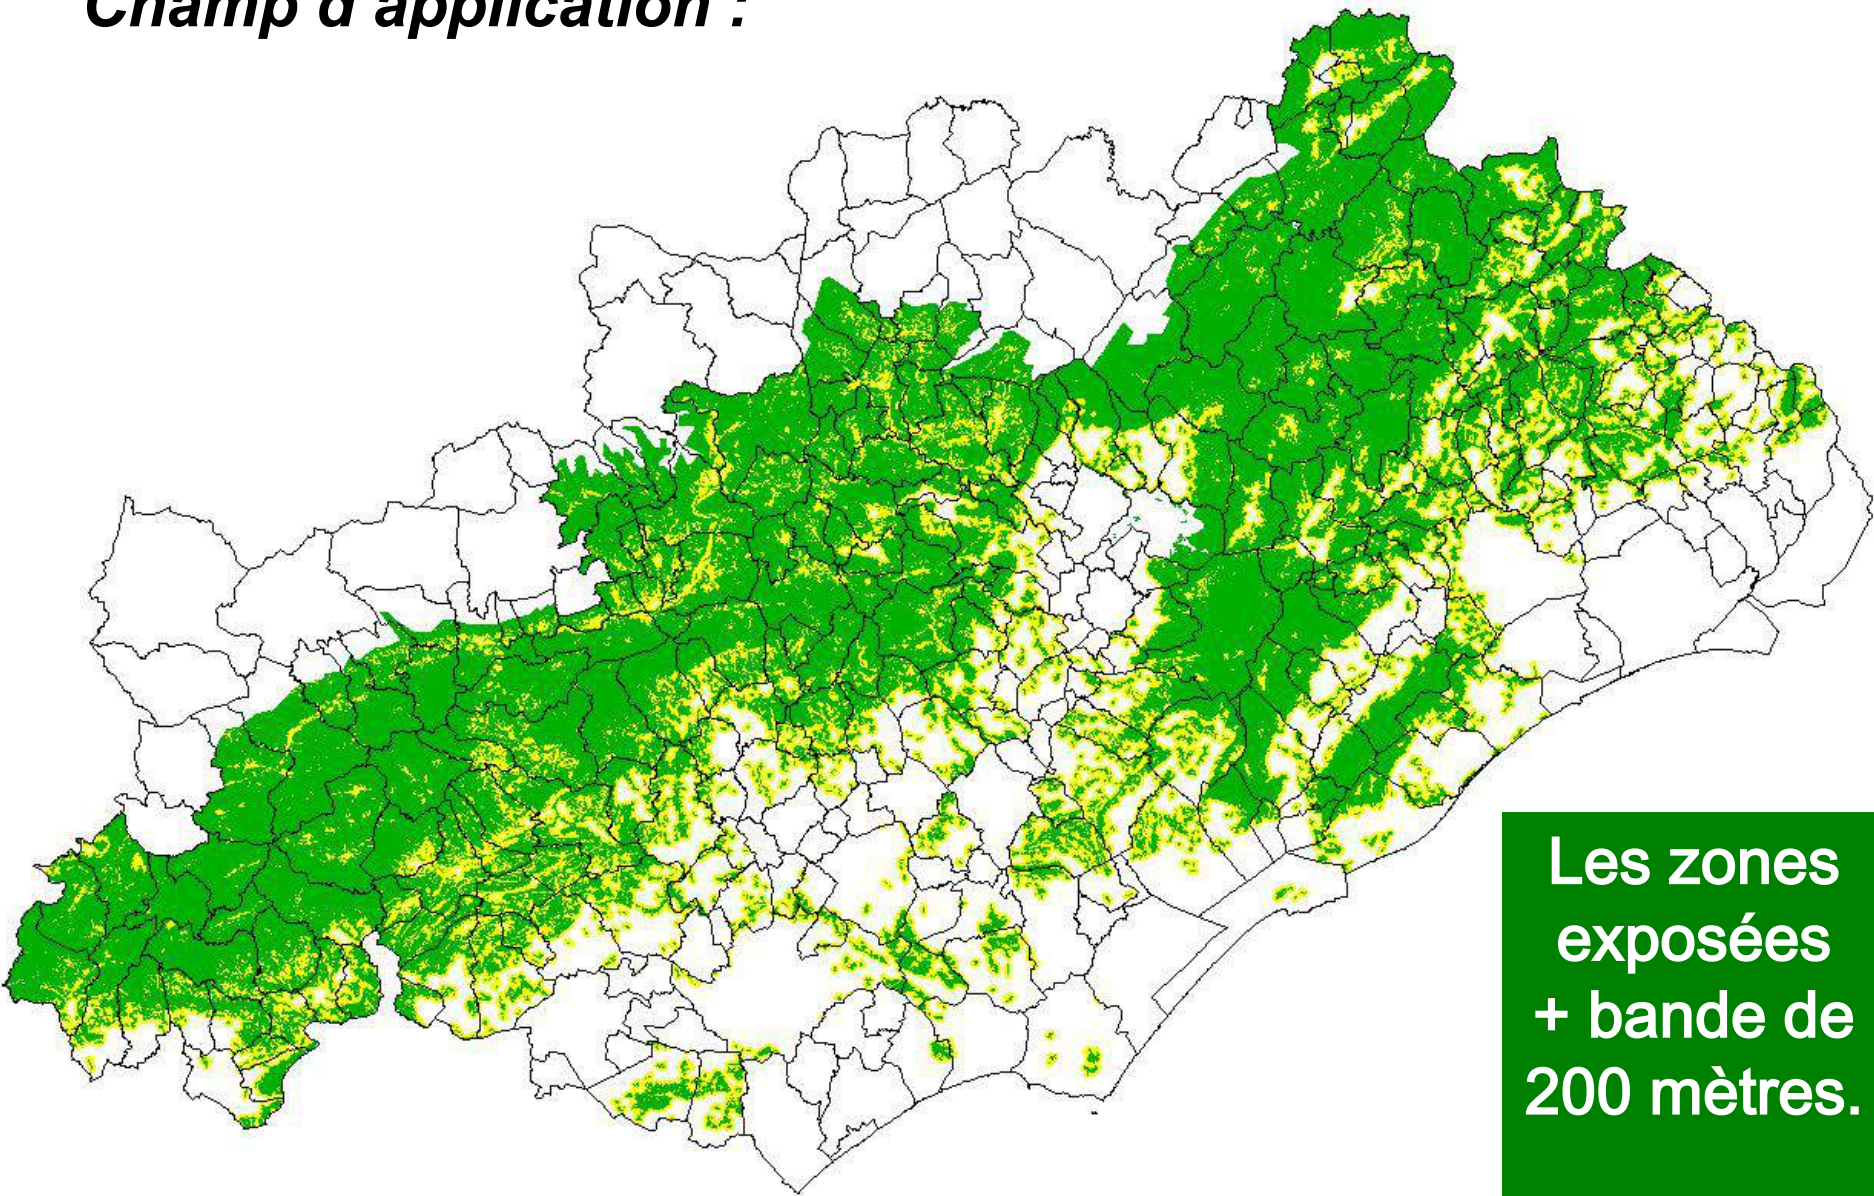 Champ d'application :
Les zones
exposées
+ bande de
200 mètres.